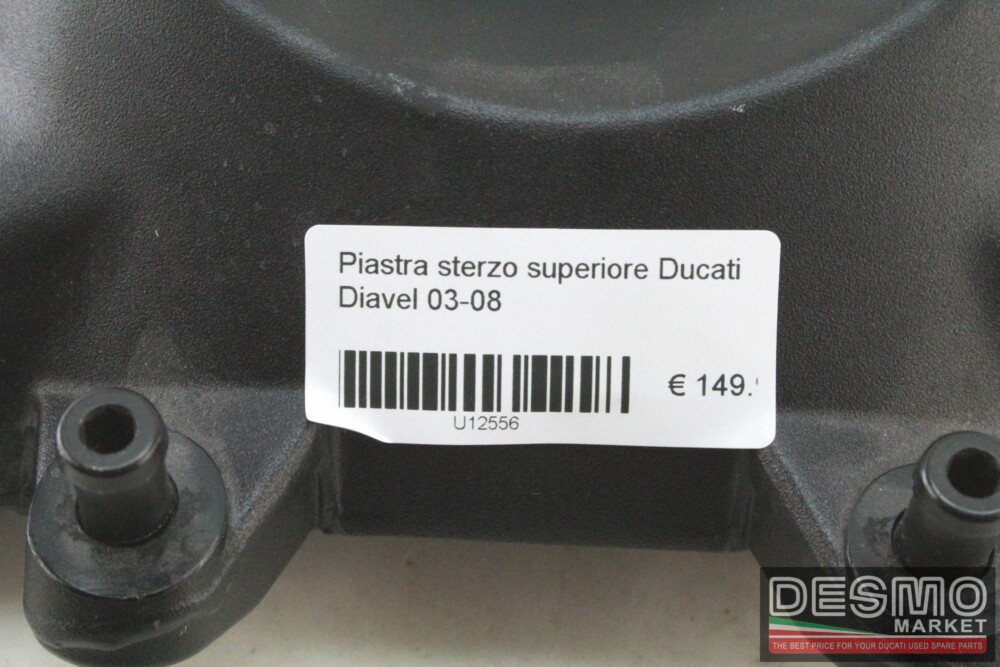 Piastra sterzo superiore Ducati
Diavel 03-08
€ 149.
U12556
DESMO
MARKET
THE BEST PRICE FOR YOUR DUCATI USED SPARE PARTS